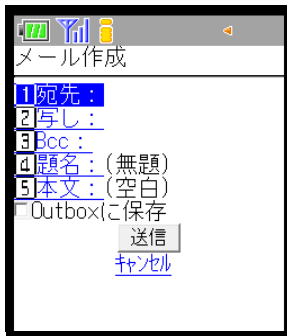 メール作成
1宛先：
2写し：
3Bcc：
4題名：(無題)
5本文：(空白)
Outboxに保存
送信
キャンセル